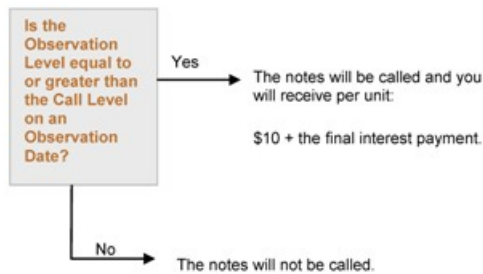 Is the
Observation
Level equal to
or greater than
the Call Level
on an
Observation
Date?
Yes
The notes will be called and you
will receive per unit:
$10 + the final interest payment.
No
The notes will not be called.